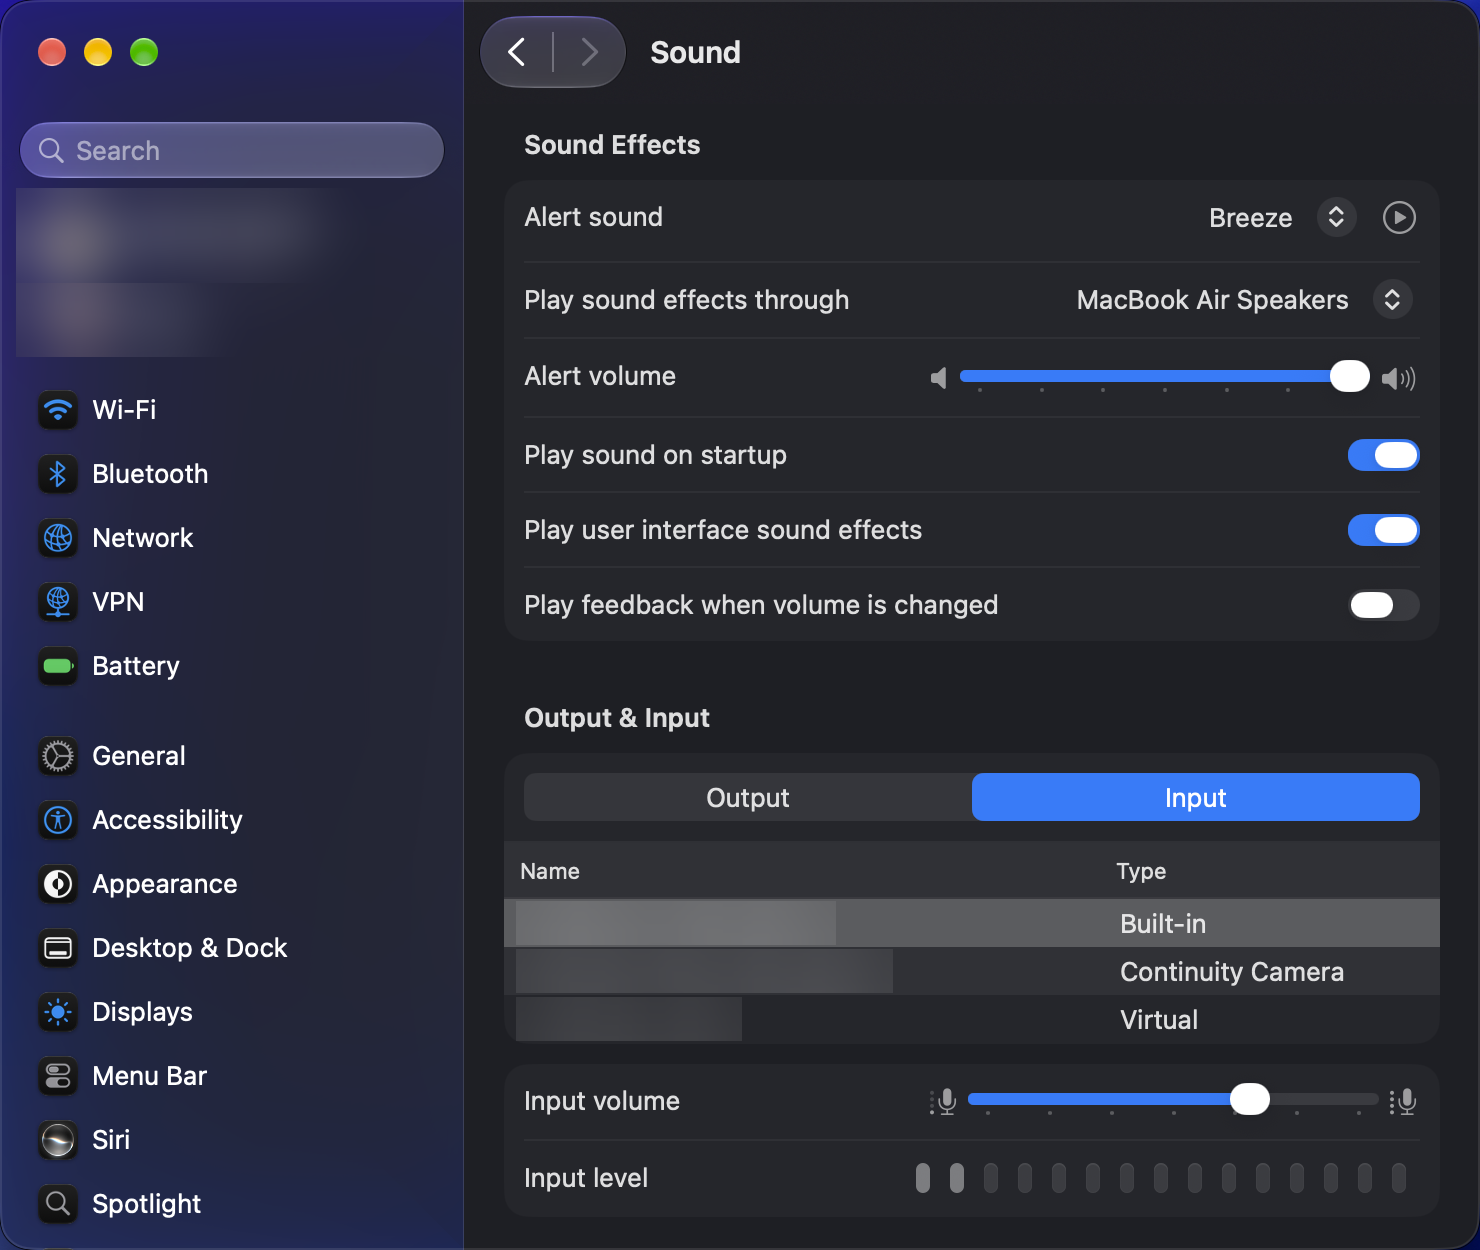 Sound
Search
Wi-Fi
Bluetooth
Network
VPN
Battery
General
Accessibility
Appearance
Desktop & Dock
Displays
Menu Bar
Siri
Spotlight
Sound Effects
Alert sound Breeze
Play sound effects through MacBook Air Speakers
Alert volume
Play sound on startup
Play user interface sound effects
Play feedback when volume is changed
Output & Input
Output Input
Name Type
Built-in
Continuity Camera
Virtual
Input volume
Input level